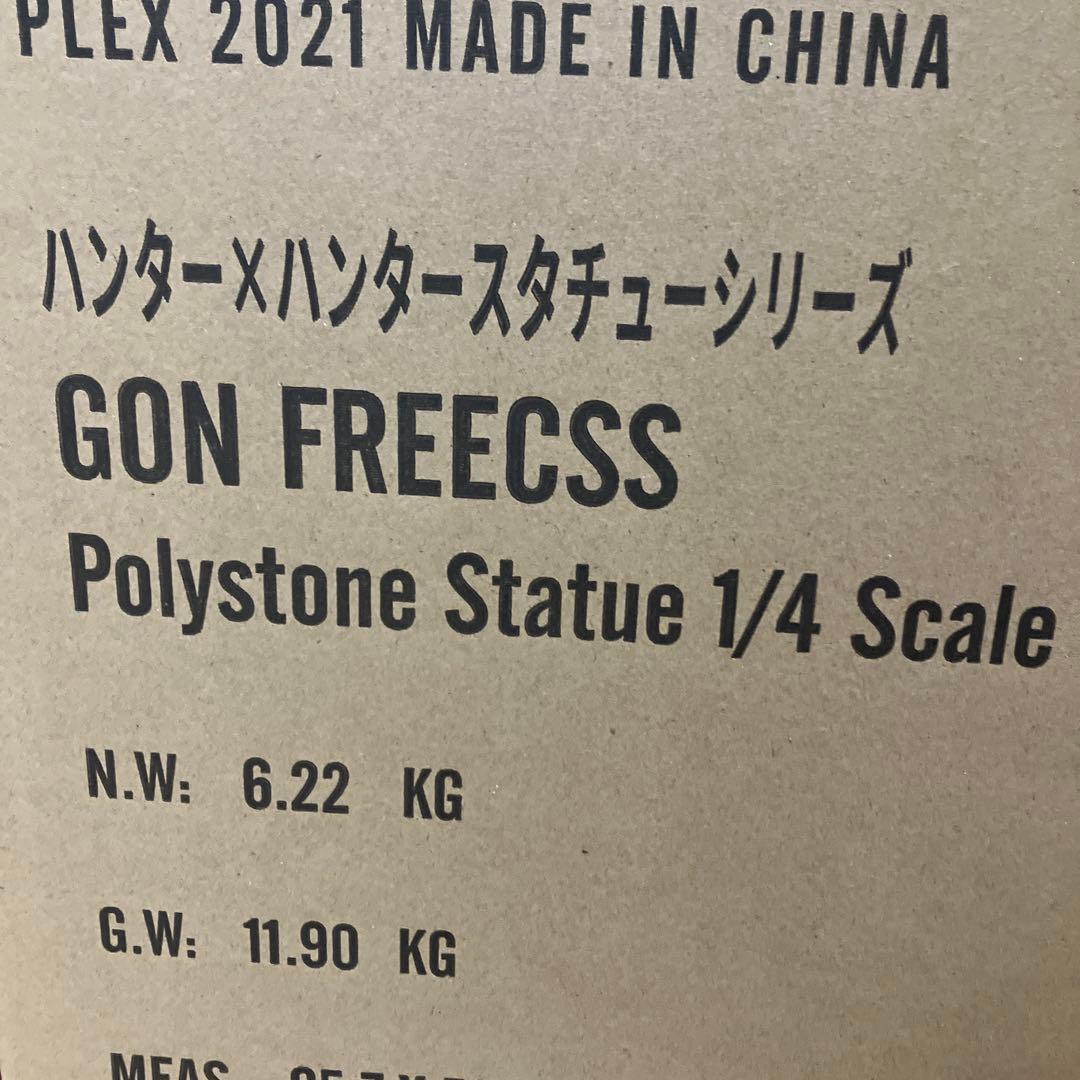 PLEX 2021 MADE IN CHINA
ハンター×ハンタースタチューシリーズ
GON FREECSS
Polystone Statue 1/4 Scale
N.W: 6.22 KG
G.W: 11.90 KG
MEAS